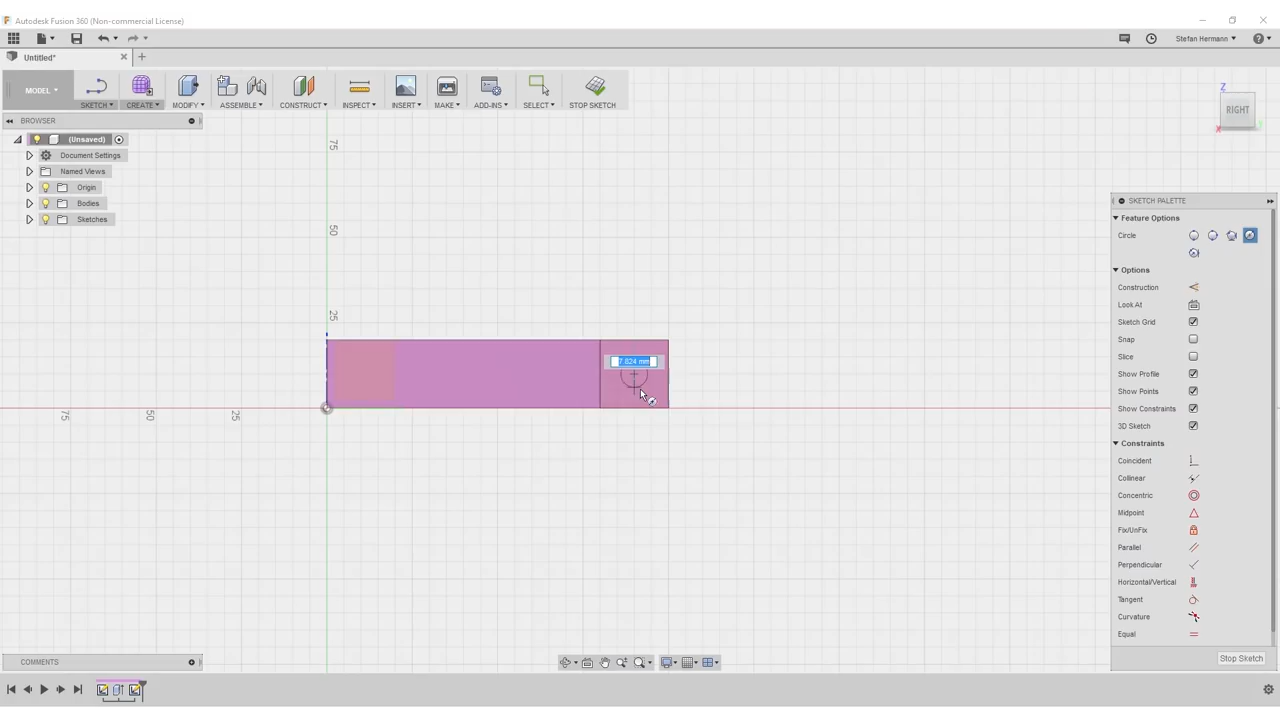 Autodesk Fusion 360 (Non-commercial License)
Stefan Hermann
Untitled*
MODEL
SKETCH
CREATE
MODIFY
ASSEMBLE
CONSTRUCT
INSPECT
INSERT
MAKE
ADD-INS
SELECT
STOP SKETCH
BROWSER
(Unsaved)
Document Settings
Named Views
Origin
Bodies
Sketches
Z
RIGHT
X
Y
75
50
25
75
50
25
7.824 mm
SKETCH PALETTE
Feature Options
Circle
Options
Construction
Look At
Sketch Grid
Snap
Slice
Show Profile
Show Points
Show Constraints
3D Sketch
Constraints
Coincident
Collinear
Concentric
Midpoint
Fix/UnFix
Parallel
Perpendicular
Horizontal/Vertical
Tangent
Curvature
Equal
Stop Sketch
COMMENTS